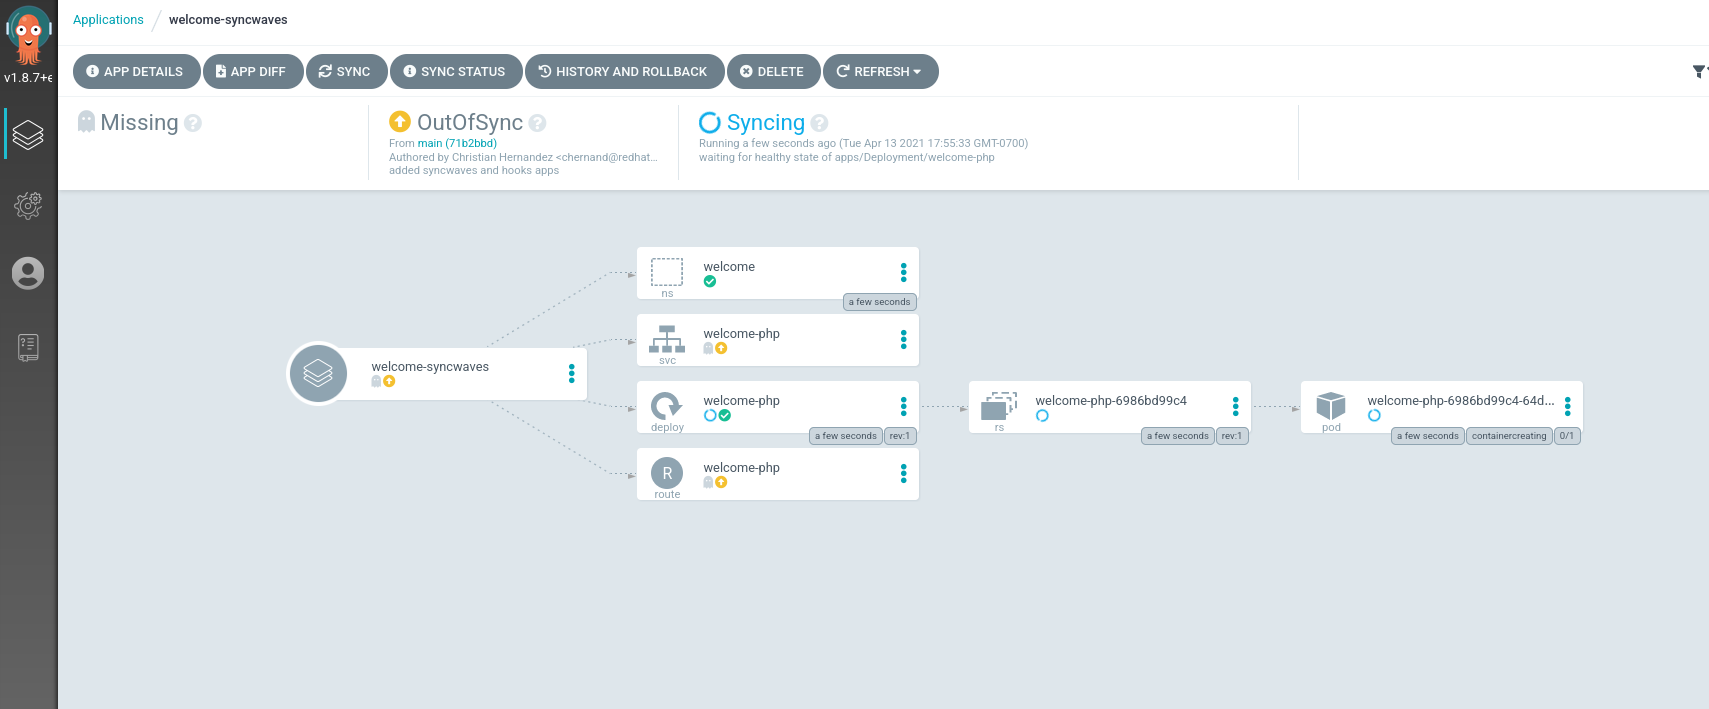 Applications / welcome-syncwaves
v1.8.7+e
APP DETAILS
APP DIFF
SYNC
SYNC STATUS
HISTORY AND ROLLBACK
DELETE
REFRESH
Missing
OutOfSync
From main (71b2bbd)
Authored by Christian Hernandez <chernand@redhat...
added syncwaves and hooks apps
Syncing
Running a few seconds ago (Tue Apr 13 2021 17:55:33 GMT-0700)
waiting for healthy state of apps/Deployment/welcome-php
welcome-syncwaves
welcome
ns
a few seconds
welcome-php
svc
welcome-php
deploy
a few seconds
rev:1
welcome-php-6986bd99c4
rs
a few seconds
rev:1
welcome-php-6986bd99c4-64d...
pod
a few seconds
containercreating
0/1
R
welcome-php
route